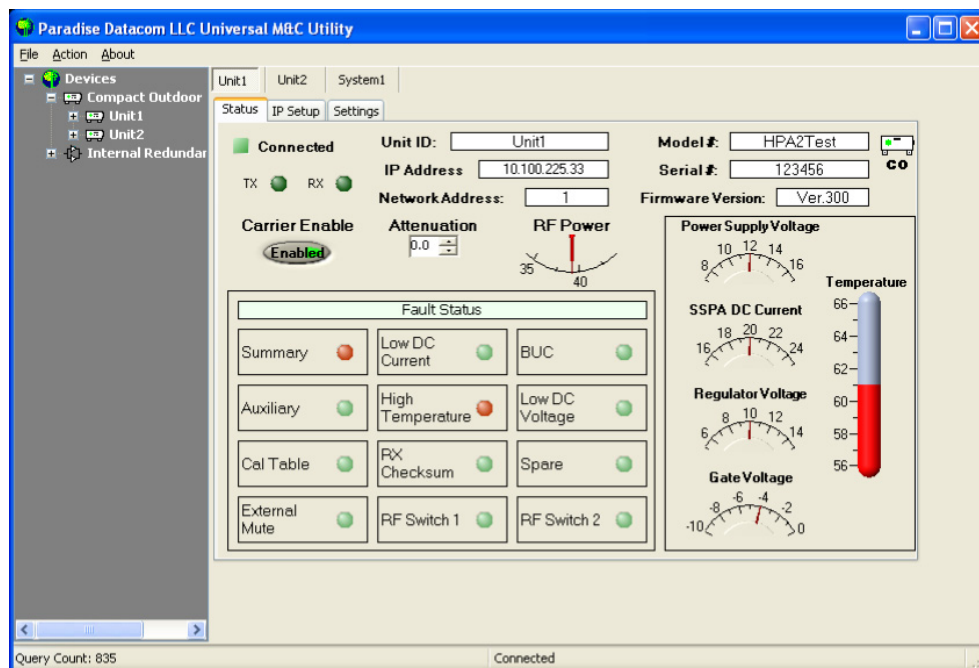 Paradise Datacom LLC Universal M&C Utility
File Action About
Devices
Compact Outdoor
Unit1
Unit2
Internal Redundar
Unit1 Unit2 System1
Status IP Setup Settings
Connected
TX RX
Unit ID: Unit1
IP Address 10.100.225.33
Network Address: 1
Model #: HPA2Test
Serial #: 123456
Firmware Version: Ver.300
CO
Carrier Enable
Enabled
Attenuation
0.0
RF Power
35 40
Fault Status
Summary
Low DC
Current
BUC
Auxiliary
High
Temperature
Low DC
Voltage
Cal Table
RX
Checksum
Spare
External
Mute
RF Switch 1
RF Switch 2
Power Supply Voltage
8 10 12 14 16
SSPA DC Current
16 18 20 22 24
Regulator Voltage
6 8 10 12 14
Gate Voltage
-10 -8 -6 -4 -2 0
Temperature
66
64
62
60
58
56
Query Count: 835
Connected